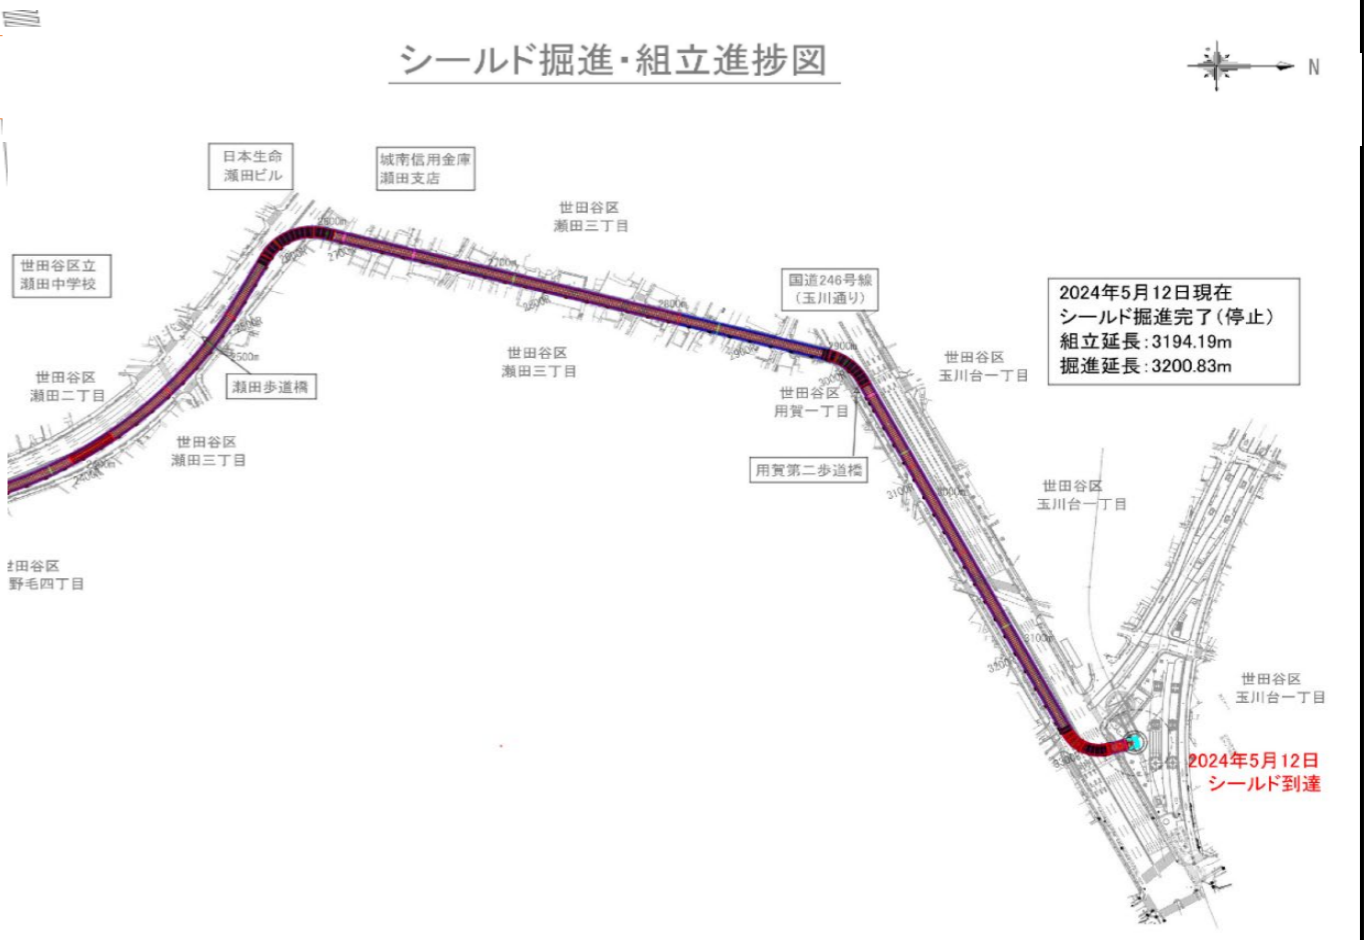 シールド掘進・組立進捗図
N
日本生命
瀬田ビル
城南信用金庫
瀬田支店
世田谷区
瀬田三丁目
世田谷区立
瀬田中学校
国道246号線
（玉川通り）
2024年5月12日現在
シールド掘進完了(停止)
組立延長：3194.19m
掘進延長：3200.83m
世田谷区
瀬田二丁目
瀬田歩道橋
世田谷区
瀬田三丁目
世田谷区
玉川台一丁目
世田谷区
用賀一丁目
世田谷区
瀬田三丁目
用賀第二歩道橋
世田谷区
玉川台一丁目
世田谷区
野毛四丁目
世田谷区
玉川台一丁目
2024年5月12日
シールド到達
2700m
2900m
3100m
3000m
3100m